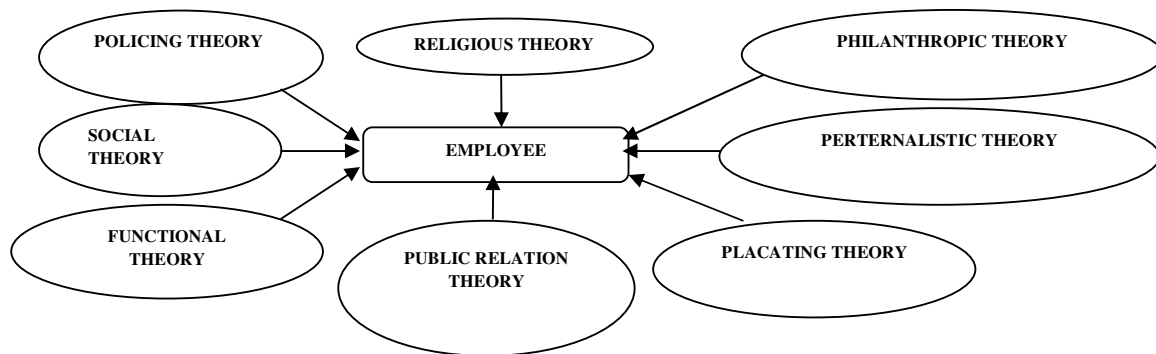 POLICING THEORY
RELIGIOUS THEORY
PHILANTHROPIC THEORY
SOCIAL
THEORY
EMPLOYEE
PERTERNALISTIC THEORY
FUNCTIONAL
THEORY
PUBLIC RELATION
THEORY
PLACATING THEORY